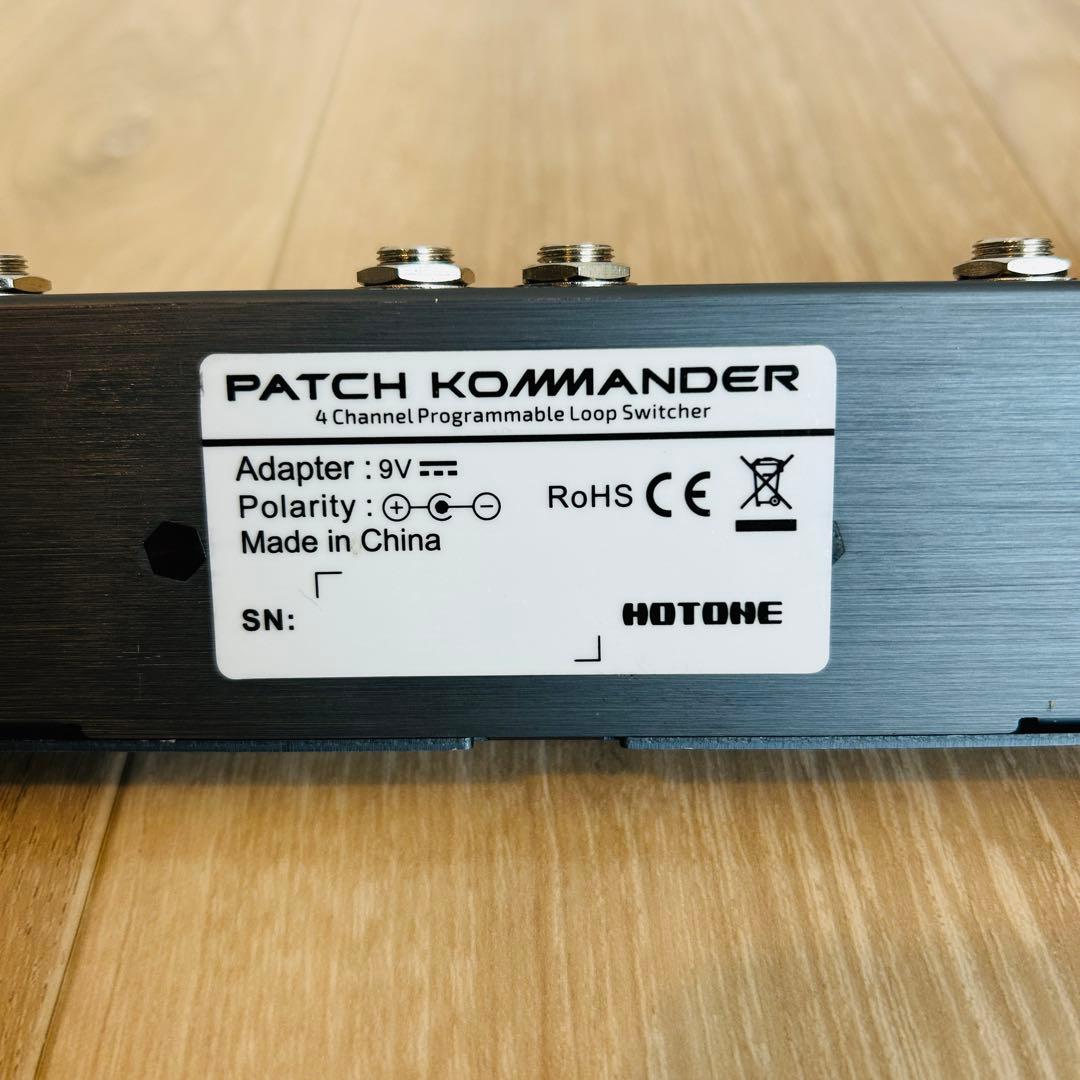 PATCH KOMMANDER
4 Channel Programmable Loop Switcher
Adapter : 9V
Polarity :
RoHS CE
Made in China
SN:
HOTONE